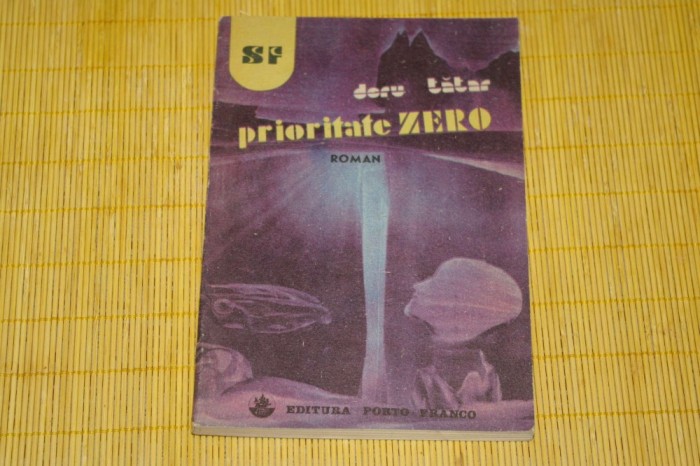 SF
doru tătar
prioritate ZERO
ROMAN
EDITURA PORTO-FRANCO